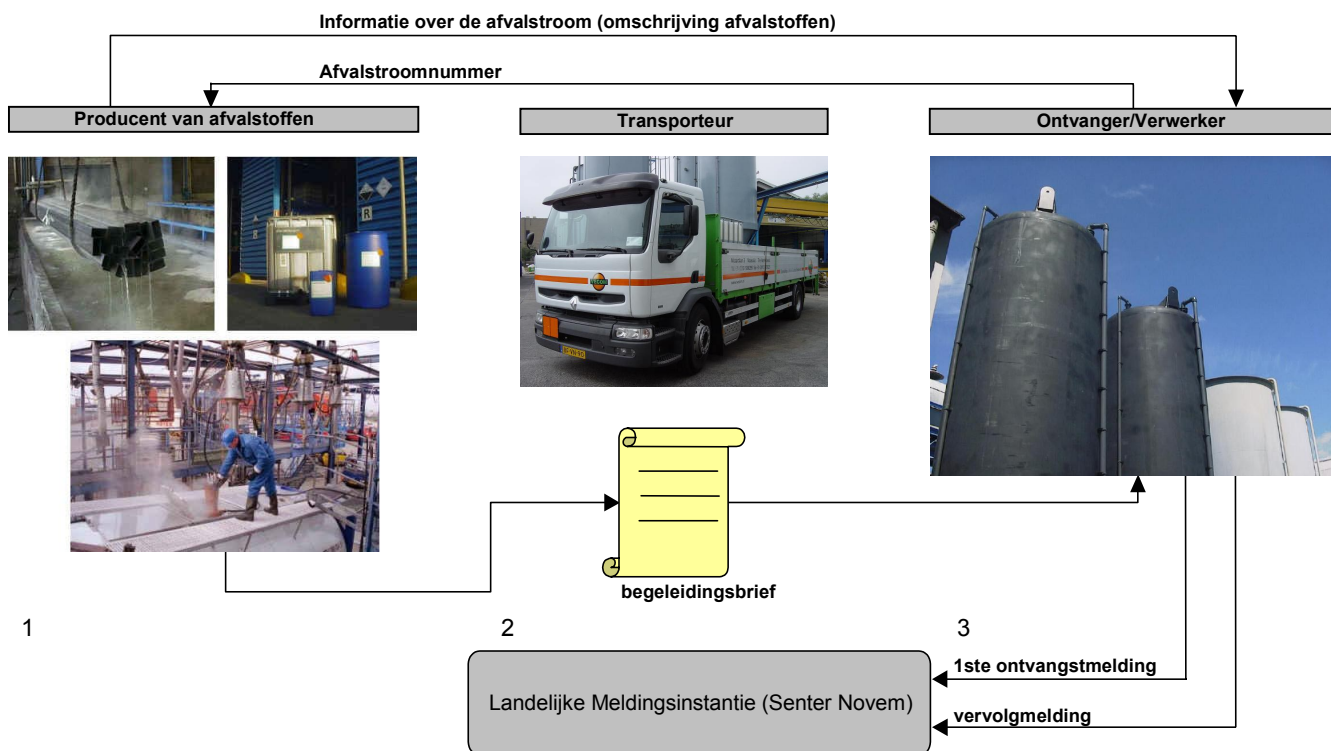 Informatie over de afvalstroom (omschrijving afvalstoffen)
Afvalstroomnummer
Producent van afvalstoffen
Transporteur
Ontvanger/Verwerker
R
begeleidingsbrief
1
2
3
1ste ontvangstmelding
Landelijke Meldingsinstantie (Senter Novem)
vervolgmelding